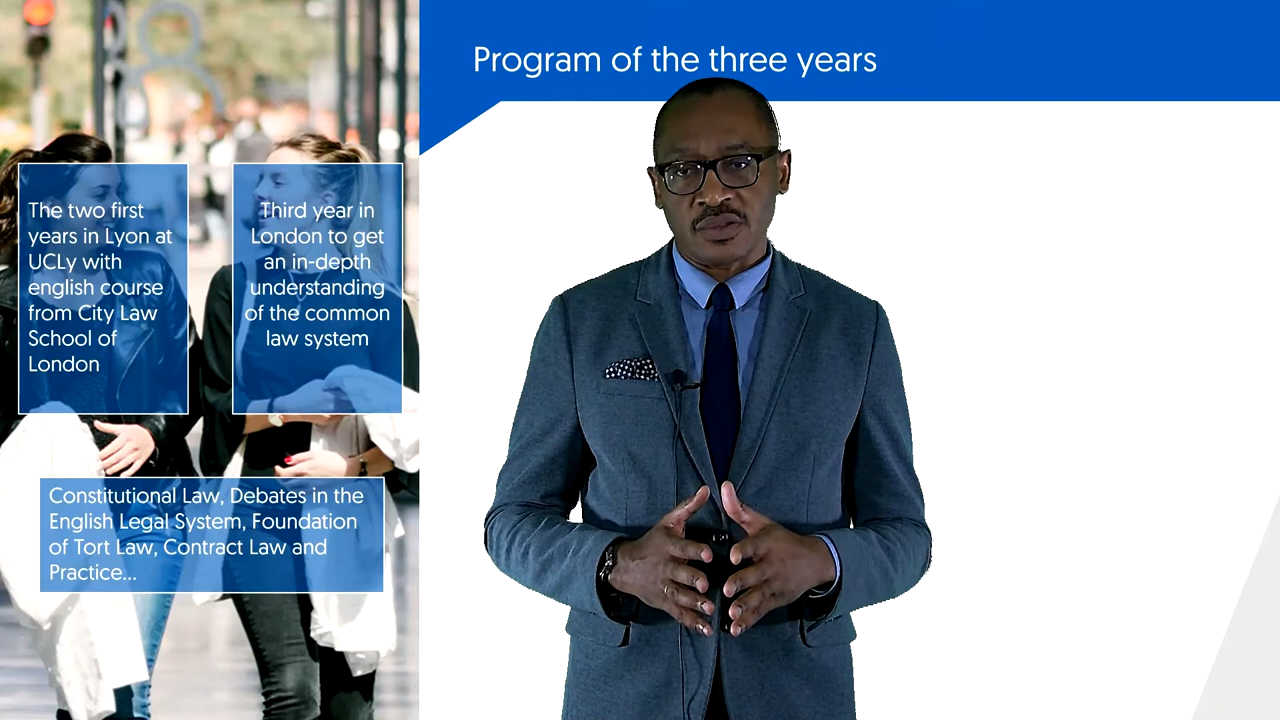 Program of the three years
The two first
years in Lyon at
UCLy with
english course
from City Law
School of
London
Third year in
London to get
an in-depth
understanding
of the common
law system
Constitutional Law, Debates in the
English Legal System, Foundation
of Tort Law, Contract Law and
Practice...